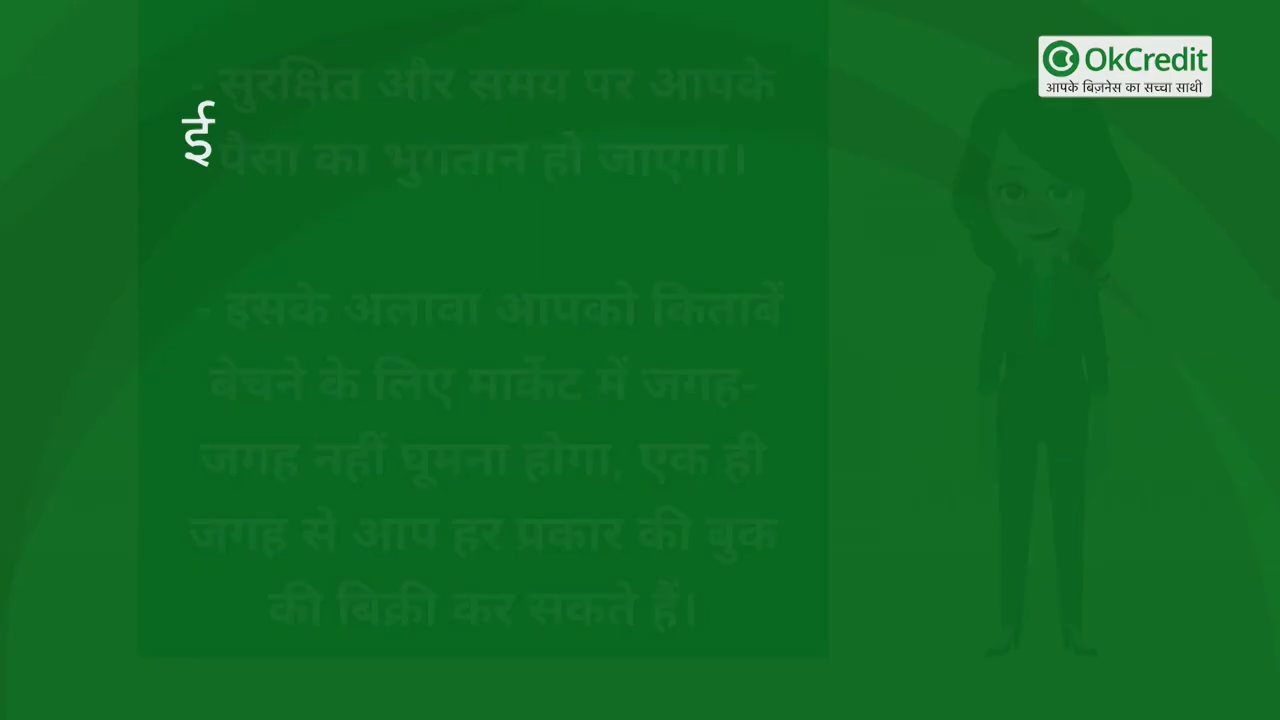 OkCredit
आपके बिज़नेस का सच्चा साथी
- सुरक्षित और समय पर आपके
ई
पैसा का भुगतान हो जाएगा।
- इसके अलावा आपको किताबें
बेचने के लिए मार्केट में जगह-
जगह नहीं घूमना होगा, एक ही
जगह से आप हर प्रकार की बुक
की बिक्री कर सकते हैं।